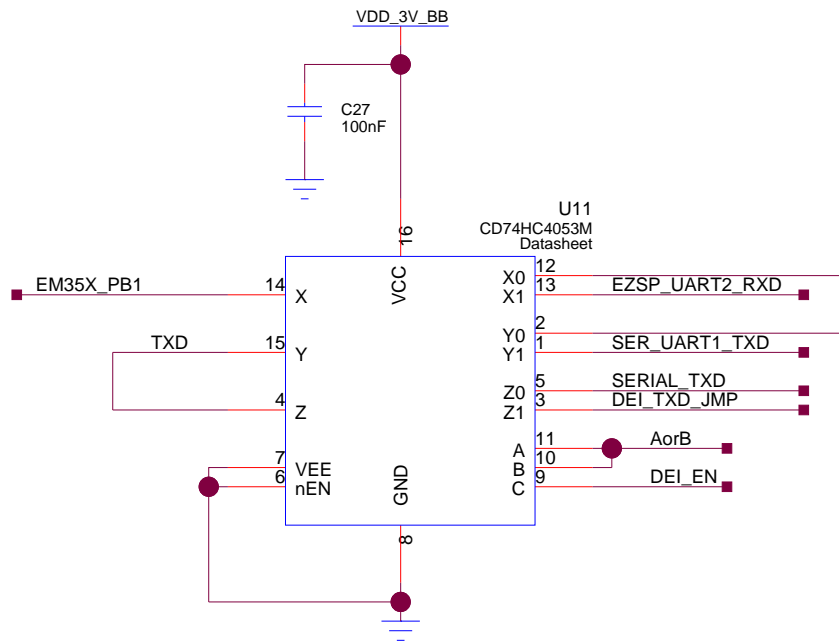 VDD_3V_BB
C27
100nF
U11
CD74HC4053M
Datasheet
16
VCC
12
X0
EM35X_PB1
14
X
X1
13
EZSP_UART2_RXD
2
Y0
TXD
15
Y
Y1
1
SER_UART1_TXD
Z0
5
SERIAL_TXD
4
Z
Z1
3
DEI_TXD_JMP
A
11
AorB
7
VEE
B
10
6
nEN
C
9
DEI_EN
GND
8